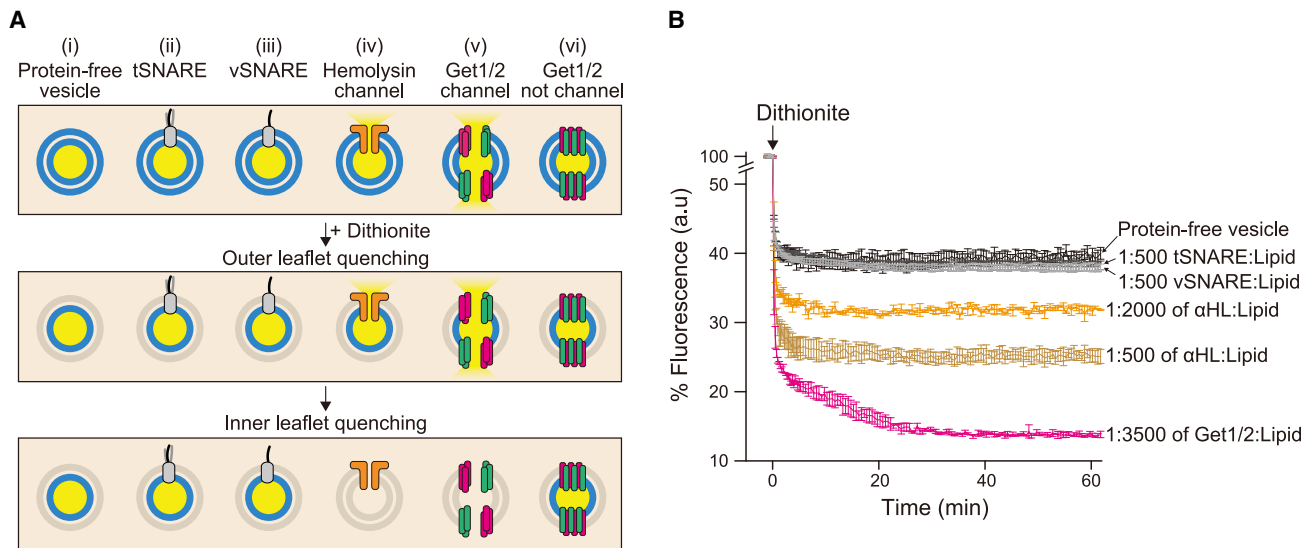 A
(i)
(ii)
(iii)
(iv)
(v)
(vi)
Protein-free
vesicle
tSNARE
vSNARE
Hemolysin
channel
Get1/2
channel
Get1/2
not channel
+ Dithionite
Outer leaflet quenching
Inner leaflet quenching
B
Dithionite
% Fluorescence (a.u)
100
50
40
30
20
10
0
20
40
60
Time (min)
Protein-free vesicle
1:500 tSNARE:Lipid
1:500 vSNARE:Lipid
1:2000 of αHL:Lipid
1:500 of αHL:Lipid
1:3500 of Get1/2:Lipid